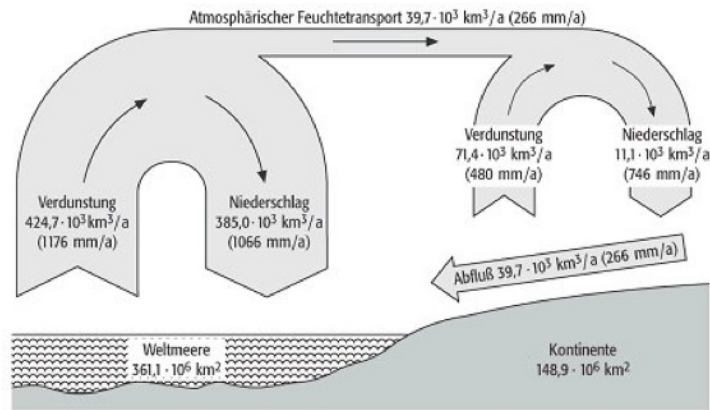 Atmosphärischer Feuchtetransport 39,7·10³ km³/a (266 mm/a)
Verdunstung
424,7·10³km³/a
(1176 mm/a)
Niederschlag
385,0·10³ km³/a
(1066 mm/a)
Verdunstung
71,4·10³ km³/a
(480 mm/a)
Niederschlag
11,1·10³ km³/a
(746 mm/a)
Abfluß 39,7·10³ km³/a (266 mm/a)
Weltmeere
361,1·10⁶ km²
Kontinente
148,9·10⁶ km²